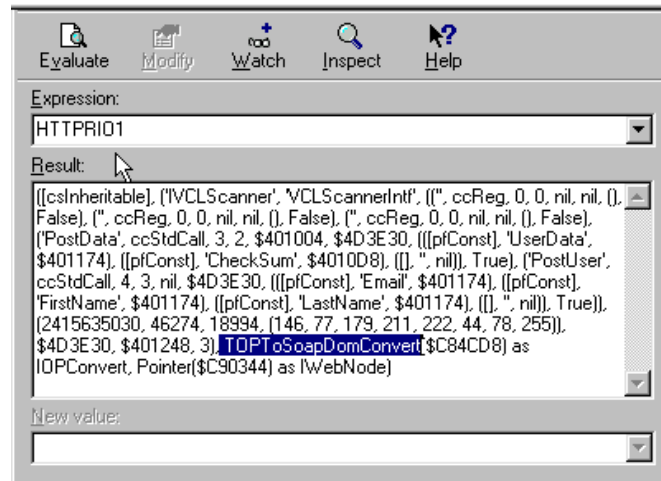 Evaluate Modify Watch Inspect Help
Expression:
HTTPRIO1
Result:
([csInheritable], ('IVCLScanner', 'VCLScannerIntf', (('', ccReg, 0, 0, nil, nil, (),
False), ('', ccReg, 0, 0, nil, nil, (), False), ('', ccReg, 0, 0, nil, nil, (), False),
('PostData', ccStdCall, 3, 2, $401004, $4D3E30, (([pfConst], 'UserData',
$401174), ([pfConst], 'CheckSum', $4010D8), ([], '', nil)), True), ('PostUser',
ccStdCall, 4, 3, nil, $4D3E30, (([pfConst], 'Email', $401174), ([pfConst],
'FirstName', $401174), ([pfConst], 'LastName', $401174), ([], '', nil)), True)),
(2415635030, 46274, 18994, (146, 77, 179, 211, 222, 44, 78, 255)),
$4D3E30, $401248, 3), TOPToSoapDomConvert($C84CD8) as
IOPConvert, Pointer($C90344) as IWebNode)
New value: